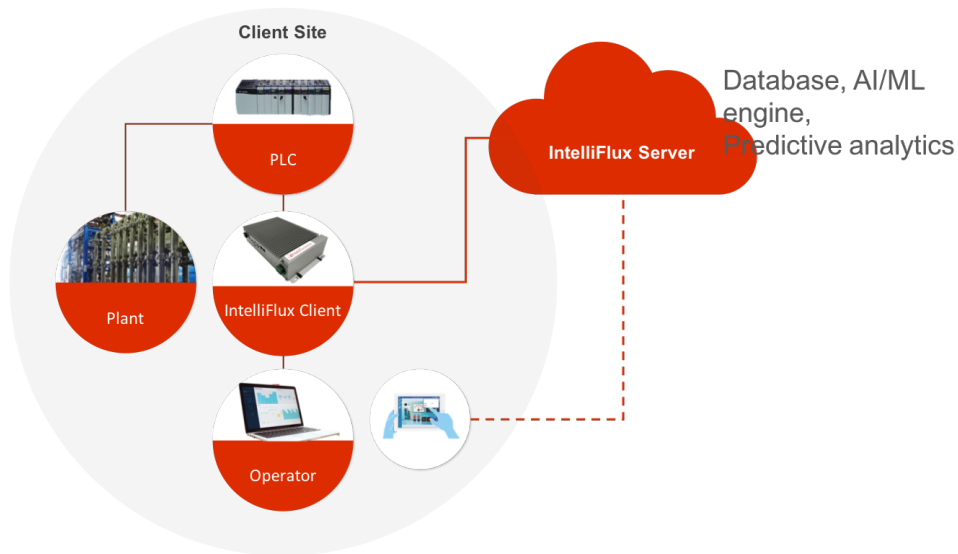 Client Site
PLC
Plant
IntelliFlux Client
Operator
IntelliFlux Server
Database, AI/ML
engine,
Predictive analytics